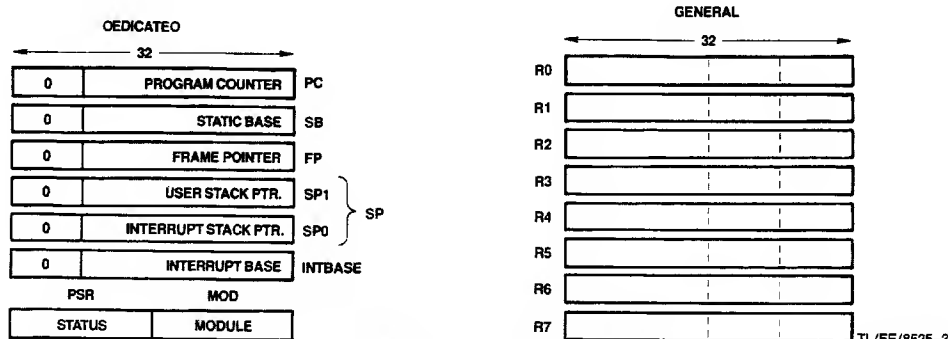 OEDICATEO
32
0 PROGRAM COUNTER PC
0 STATIC BASE SB
0 FRAME POINTER FP
0 USER STACK PTR. SP1
SP
0 INTERRUPT STACK PTR. SP0
0 INTERRUPT BASE INTBASE
PSR MOD
STATUS MODULE
GENERAL
32
R0
R1
R2
R3
R4
R5
R6
R7